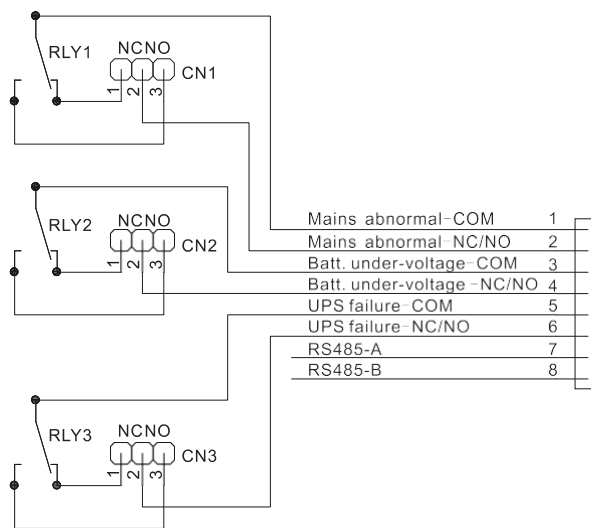 RLY1
NCNO
CN1
1 2 3
RLY2
NCNO
CN2
1 2 3
Mains abnormal-COM 1
Mains abnormal-NC/NO 2
Batt. under-voltage-COM 3
Batt. under-voltage -NC/NO 4
UPS failure-COM 5
UPS failure-NC/NO 6
RS485-A 7
RS485-B 8
RLY3
NCNO
CN3
1 2 3